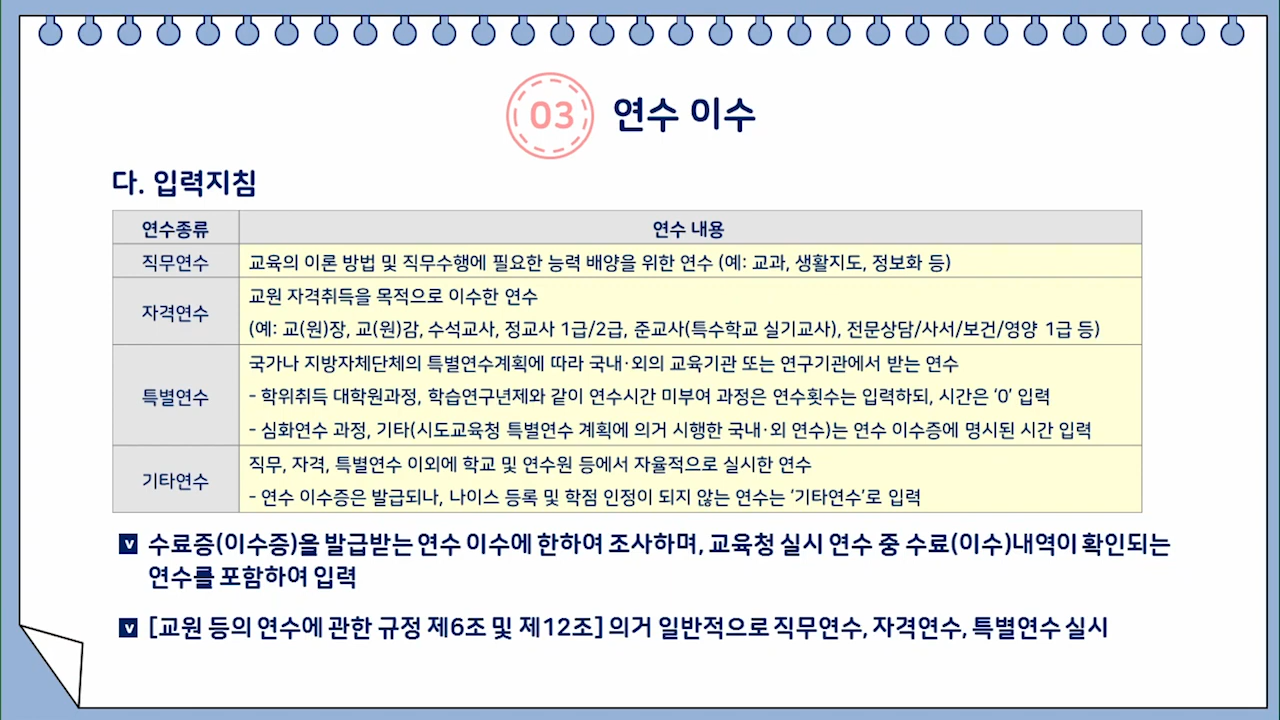 03 연수 이수
다. 입력지침
연수종류 연수 내용
직무연수 교육의 이론 방법 및 직무수행에 필요한 능력 배양을 위한 연수 (예: 교과, 생활지도, 정보화 등)
자격연수 교원 자격취득을 목적으로 이수한 연수
(예: 교(원)장, 교(원)감, 수석교사, 정교사 1급/2급, 준교사(특수학교 실기교사), 전문상담/사서/보건/영양 1급 등)
특별연수 국가나 지방자체단체의 특별연수계획에 따라 국내·외의 교육기관 또는 연구기관에서 받는 연수
- 학위취득 대학원과정, 학습연구년제와 같이 연수시간 미부여 과정은 연수횟수는 입력하되, 시간은 ‘0’ 입력
- 심화연수 과정, 기타(시도교육청 특별연수 계획에 의거 시행한 국내·외 연수)는 연수 이수증에 명시된 시간 입력
기타연수 직무, 자격, 특별연수 이외에 학교 및 연수원 등에서 자율적으로 실시한 연수
- 연수 이수증은 발급되나, 나이스 등록 및 학점 인정이 되지 않는 연수는 ‘기타연수’로 입력
v 수료증(이수증)을 발급받는 연수 이수에 한하여 조사하며, 교육청 실시 연수 중 수료(이수)내역이 확인되는
연수를 포함하여 입력
v [교원 등의 연수에 관한 규정 제6조 및 제12조] 의거 일반적으로 직무연수, 자격연수, 특별연수 실시